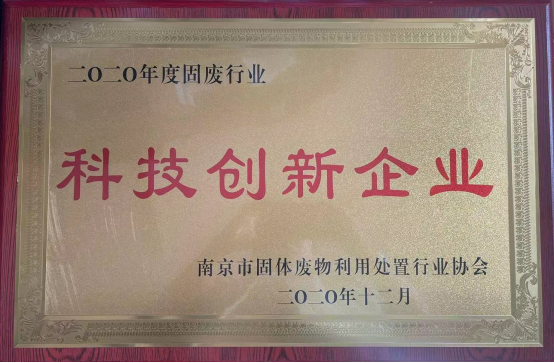 二〇二〇年度固废行业
科技创新企业
南京市固体废物利用处置行业协会
二〇二〇年十二月